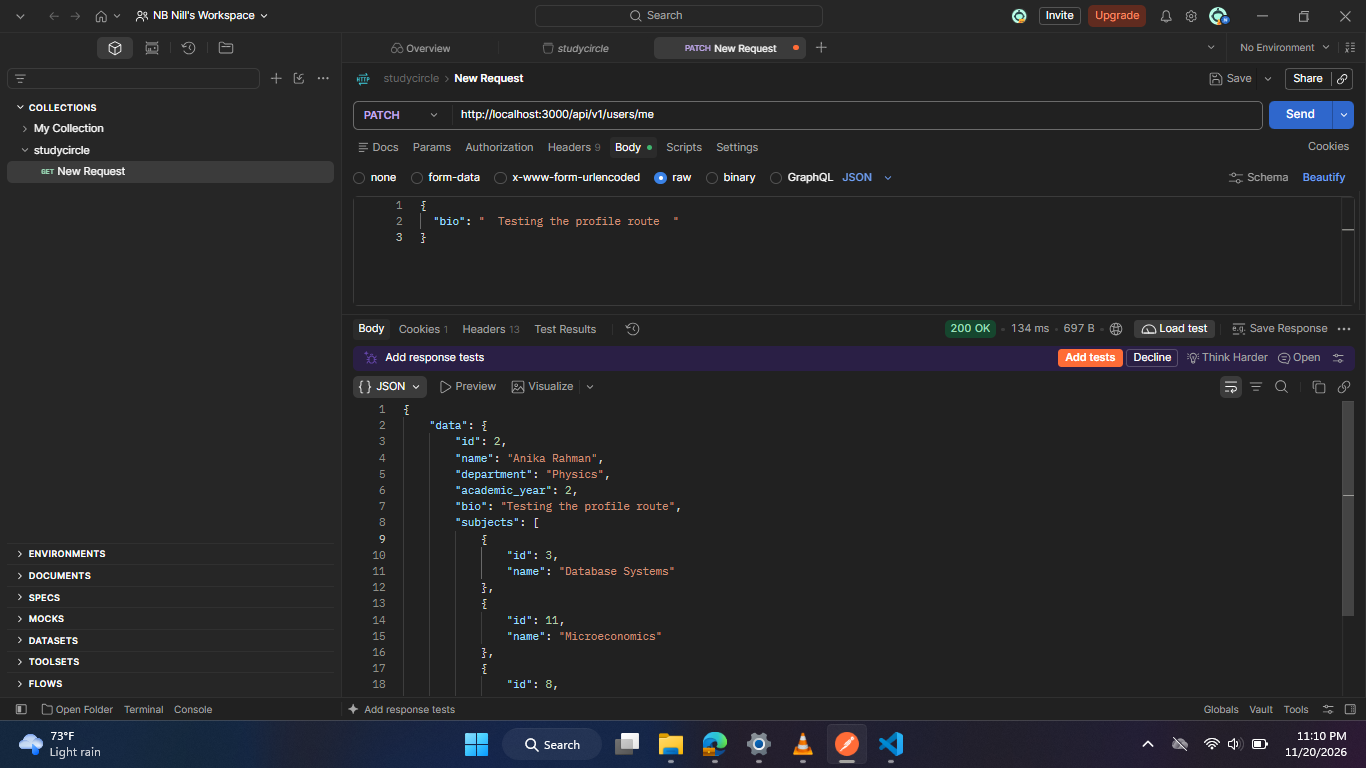 NB Nill's Workspace
Search
Invite
Upgrade
Overview
studycircle
PATCH New Request
No Environment
COLLECTIONS
My Collection
studycircle
GET New Request
ENVIRONMENTS
DOCUMENTS
SPECS
MOCKS
DATASETS
TOOLSETS
FLOWS
HTTP studycircle > New Request
Save
Share
PATCH http://localhost:3000/api/v1/users/me
Send
Docs Params Authorization Headers 9 Body Scripts Settings
Cookies
none form-data x-www-form-urlencoded raw binary GraphQL JSON
Schema Beautify
1 {
2 "bio": "  Testing the profile route  "
3 }
Body Cookies 1 Headers 13 Test Results
200 OK 134 ms 697 B
Load test
e.g. Save Response
Add response tests
Add tests Decline Think Harder Open
{ } JSON Preview Visualize
1 {
2 "data": {
3 "id": 2,
4 "name": "Anika Rahman",
5 "department": "Physics",
6 "academic_year": 2,
7 "bio": "Testing the profile route",
8 "subjects": [
9 {
10 "id": 3,
11 "name": "Database Systems"
12 },
13 {
14 "id": 11,
15 "name": "Microeconomics"
16 },
17 {
18 "id": 8,
Open Folder Terminal Console
Add response tests
Globals Vault Tools
73°F
Light rain
Search
11:10 PM
11/20/2026